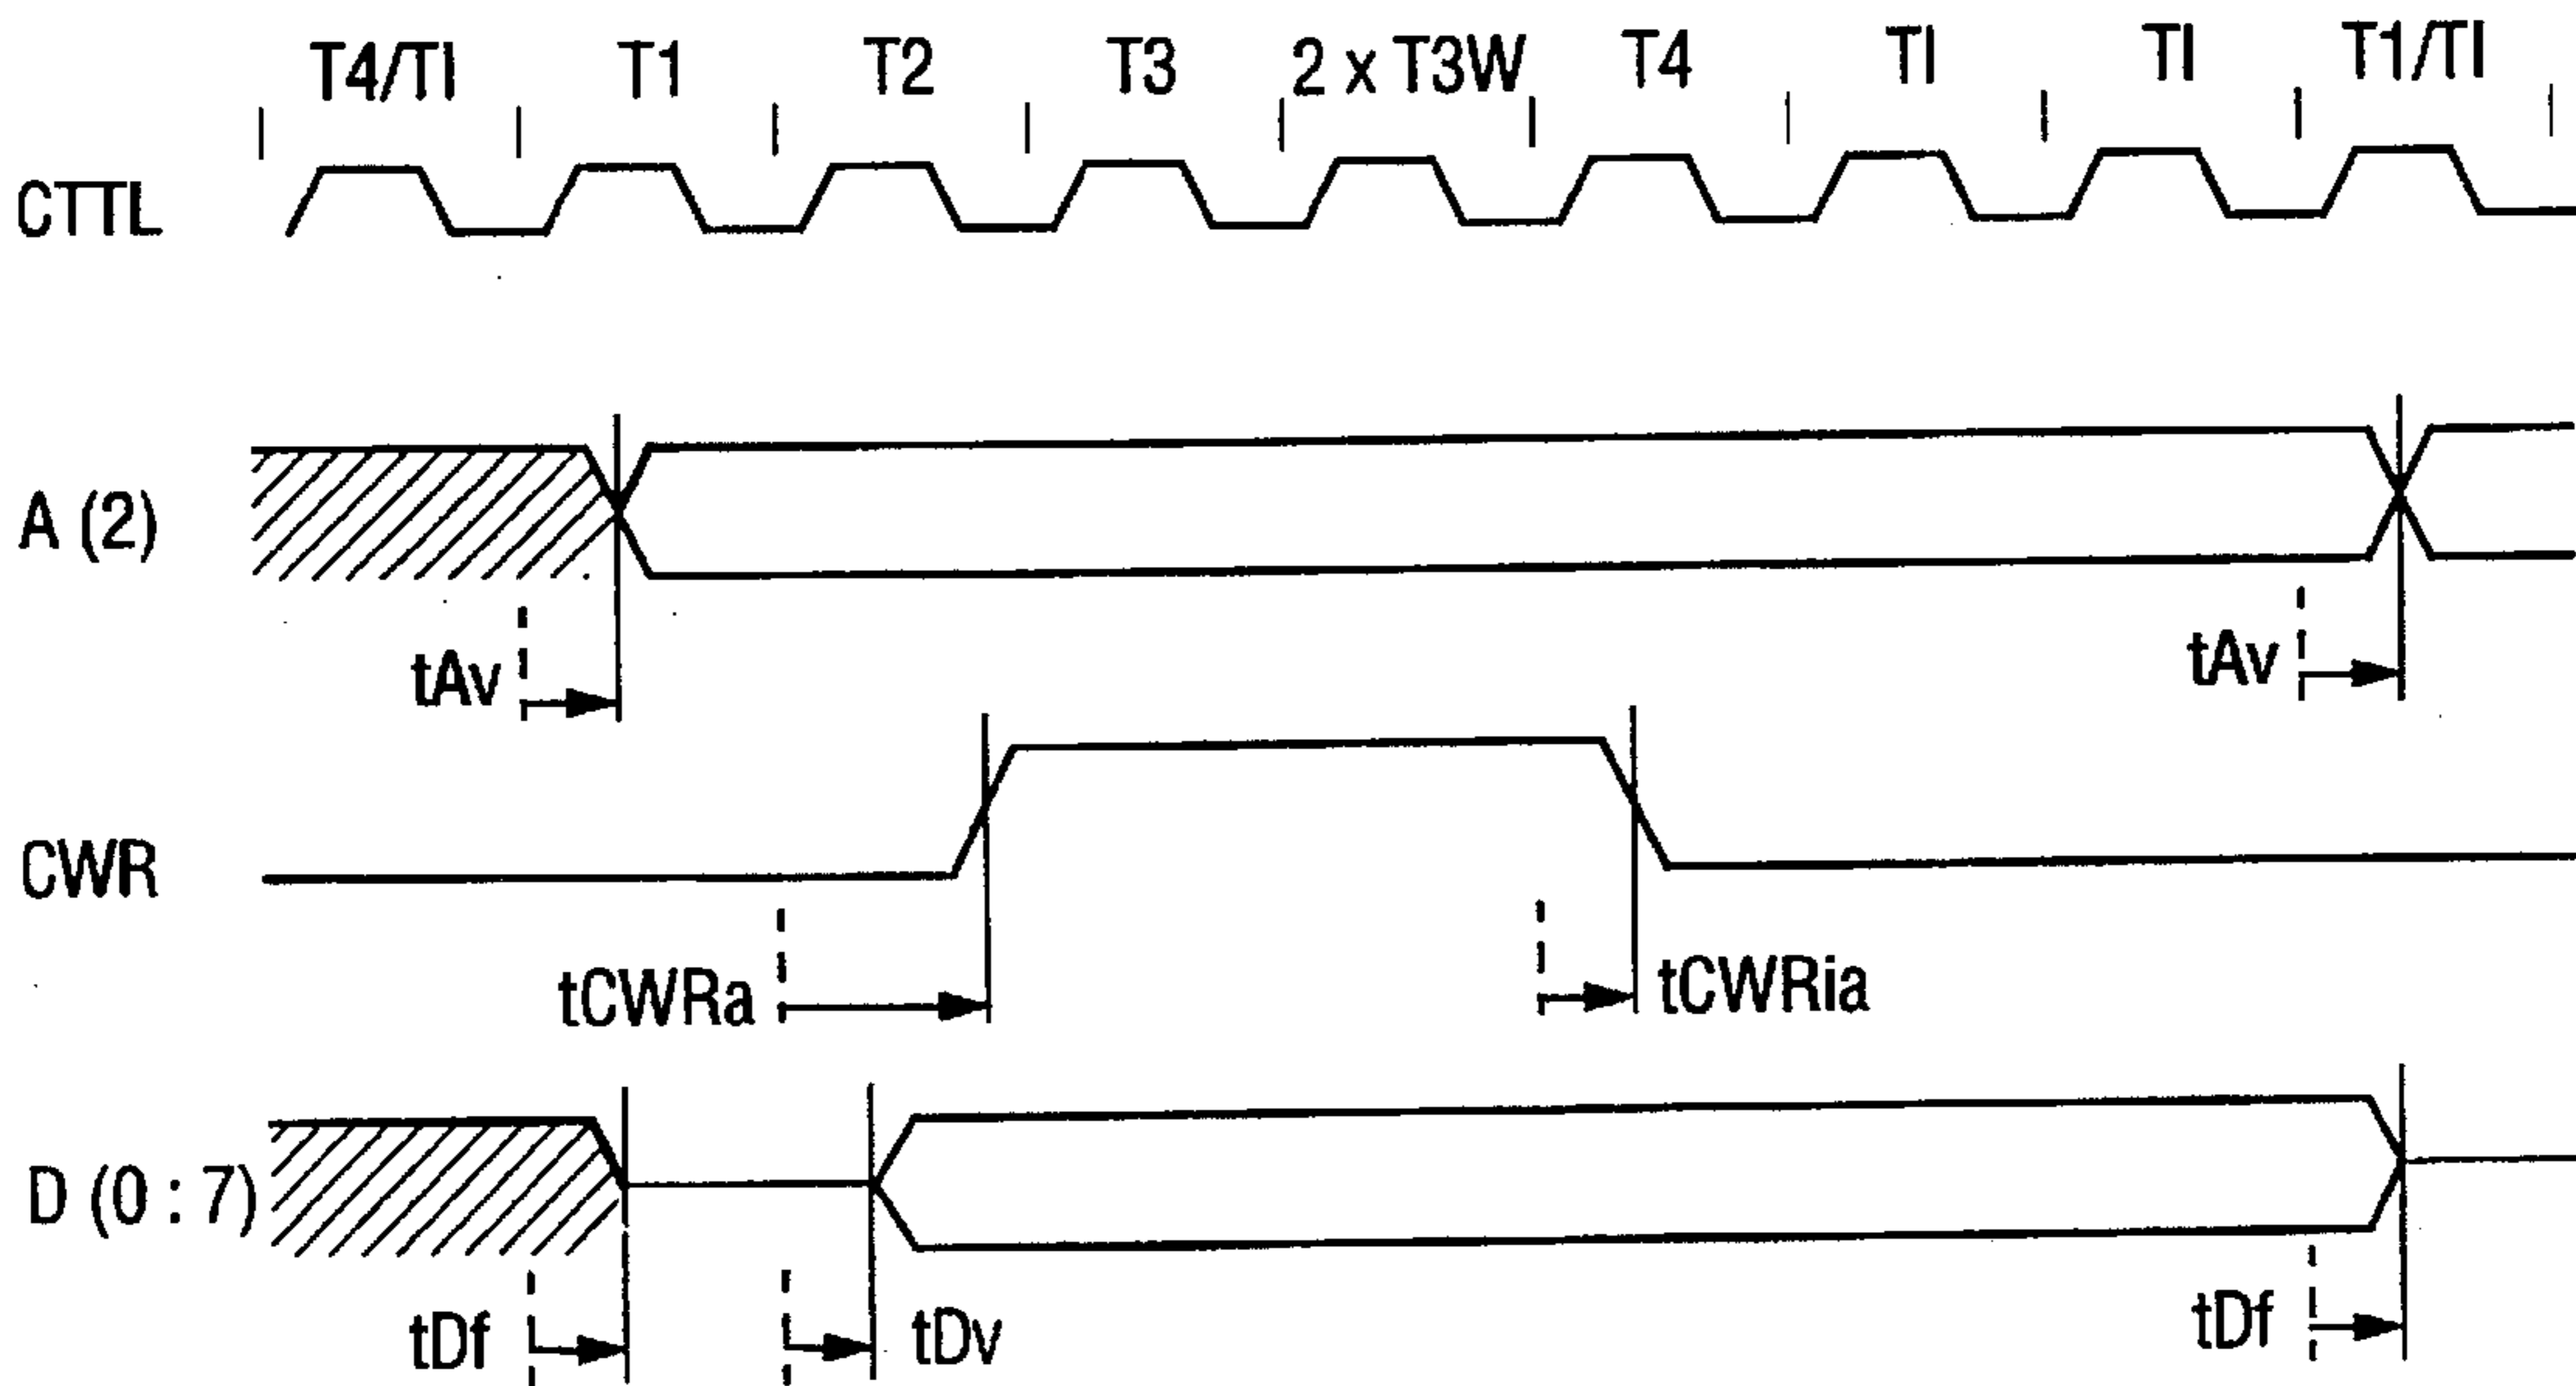 T4/TI T1 T2 T3 2 x T3W T4 TI TI T1/TI
CTTL
A (2)
tAv tAv
CWR
tCWRa tCWRia
D (0 : 7)
tDf tDv tDf